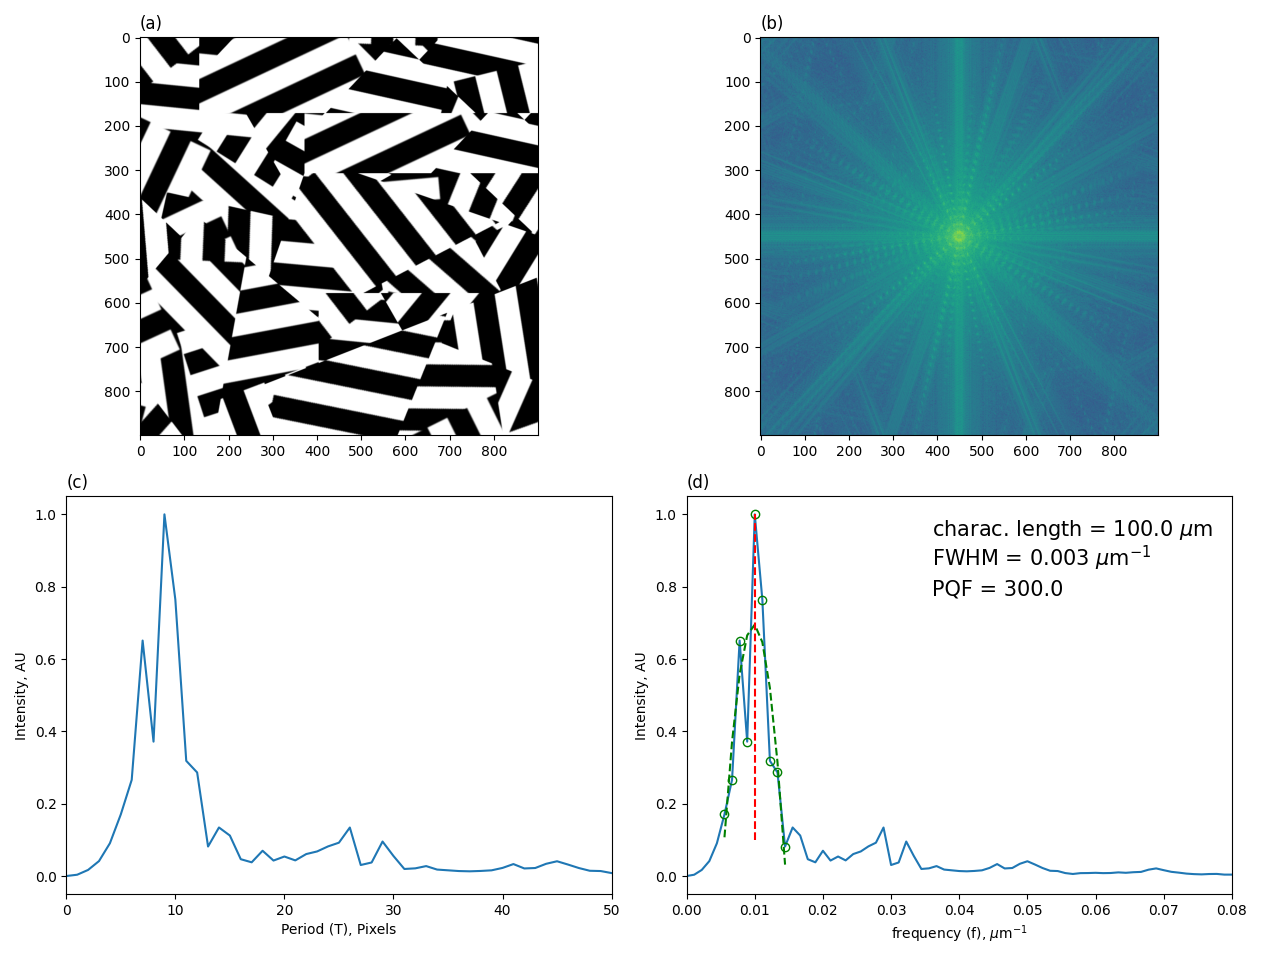 (a)
0
100
200
300
400
500
600
700
800
0 100 200 300 400 500 600 700 800
(b)
0
100
200
300
400
500
600
700
800
0 100 200 300 400 500 600 700 800
(c)
Intensity, AU
1.0
0.8
0.6
0.4
0.2
0.0
0 10 20 30 40 50
Period (T), Pixels
(d)
Intensity, AU
1.0
0.8
0.6
0.4
0.2
0.0
charac. length = 100.0 μm
FWHM = 0.003 μm⁻¹
PQF = 300.0
0.00 0.01 0.02 0.03 0.04 0.05 0.06 0.07 0.08
frequency (f), μm⁻¹